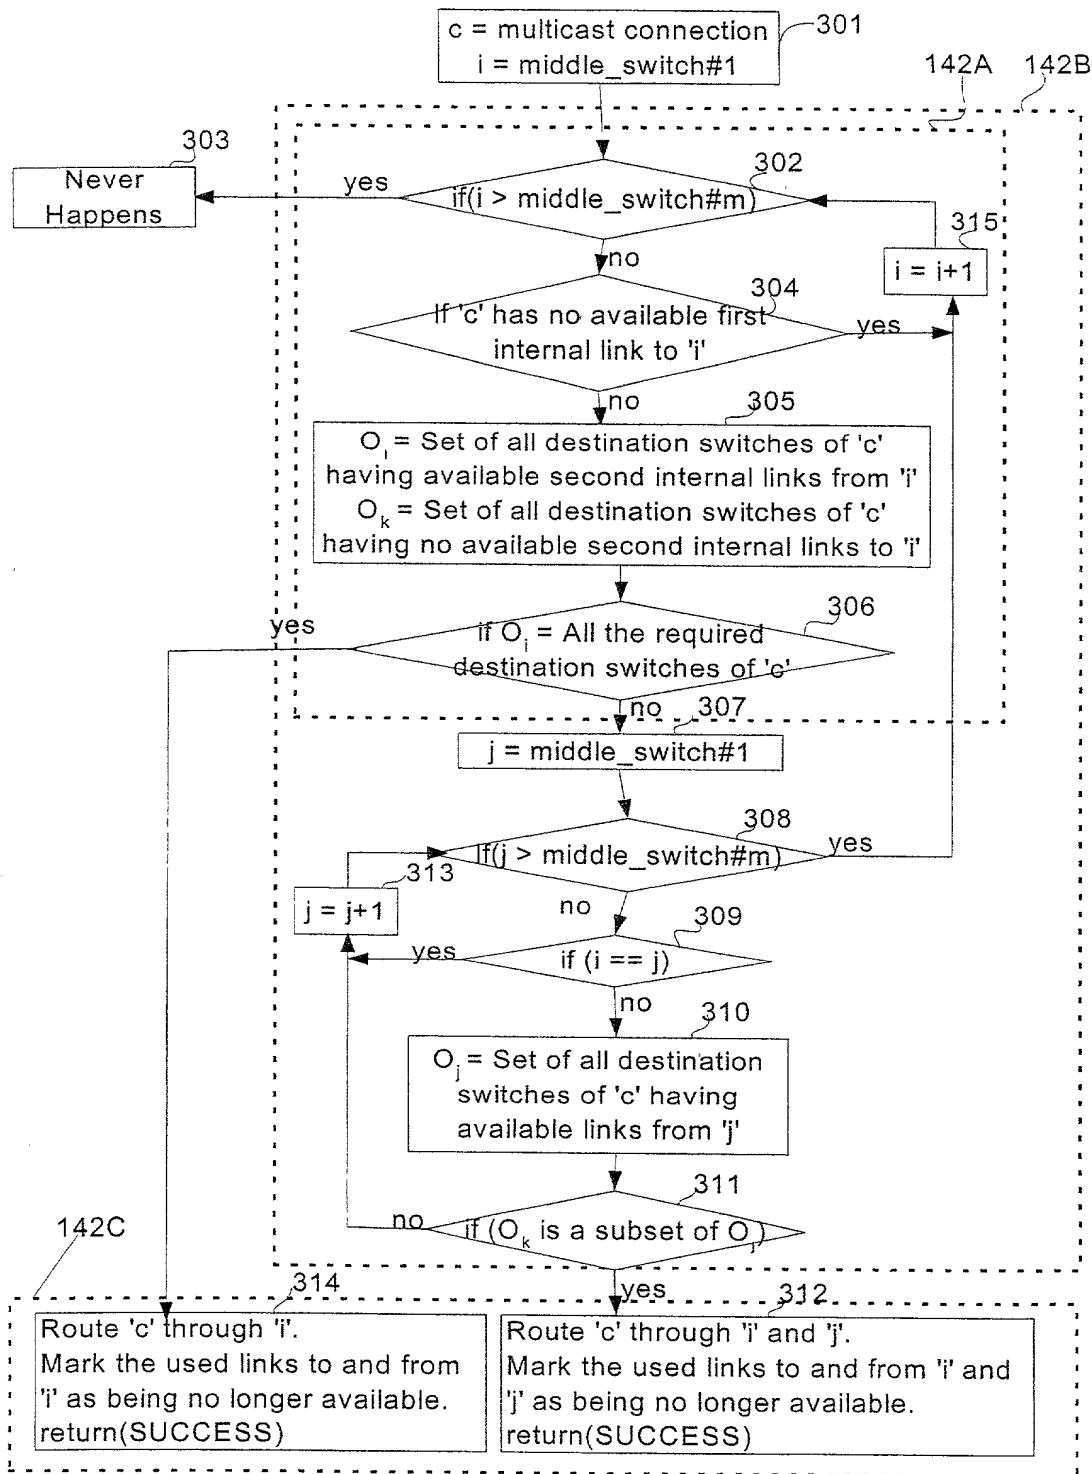 c = multicast connection
i = middle_switch#1
301
142A
142B
303
Never
Happens
yes
302
if(i > middle_switch#m)
315
i = i+1
no
304
If 'c' has no available first
internal link to 'i'
yes
no
305
O_i = Set of all destination switches of 'c'
having available second internal links from 'i'
O_k = Set of all destination switches of 'c'
having no available second internal links to 'i'
306
yes
if O_i = All the required
destination switches of 'c'
no
307
j = middle_switch#1
308
If(j > middle_switch#m)
yes
313
j = j+1
no
309
yes
if (i == j)
no
310
O_j = Set of all destination
switches of 'c' having
available links from 'j'
311
142C
no
if (O_k is a subset of O_j)
yes
314
312
Route 'c' through 'i'.
Mark the used links to and from
'i' as being no longer available.
return(SUCCESS)
Route 'c' through 'i' and 'j'.
Mark the used links to and from 'i' and
'j' as being no longer available.
return(SUCCESS)